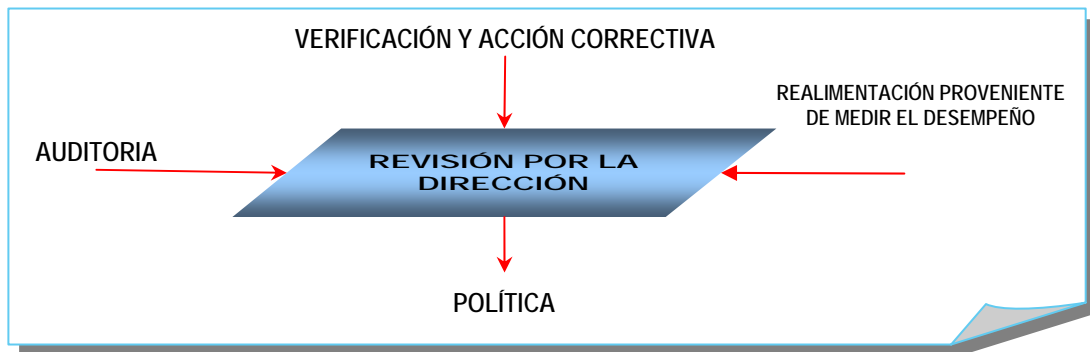 VERIFICACIÓN Y ACCIÓN CORRECTIVA
REALIMENTACIÓN PROVENIENTE
DE MEDIR EL DESEMPEÑO
AUDITORIA
REVISIÓN POR LA
DIRECCIÓN
POLÍTICA